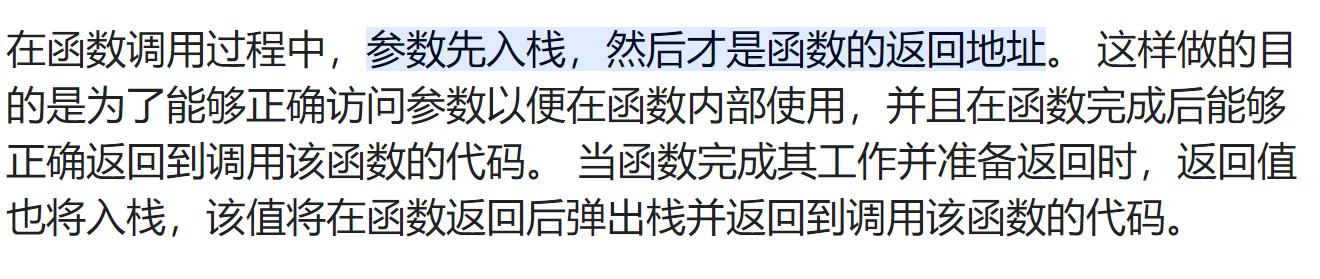 在函数调用过程中，参数先入栈，然后才是函数的返回地址。 这样做的目
的是为了能够正确访问参数以便在函数内部使用，并且在函数完成后能够
正确返回到调用该函数的代码。 当函数完成其工作并准备返回时，返回值
也将入栈，该值将在函数返回后弹出栈并返回到调用该函数的代码。